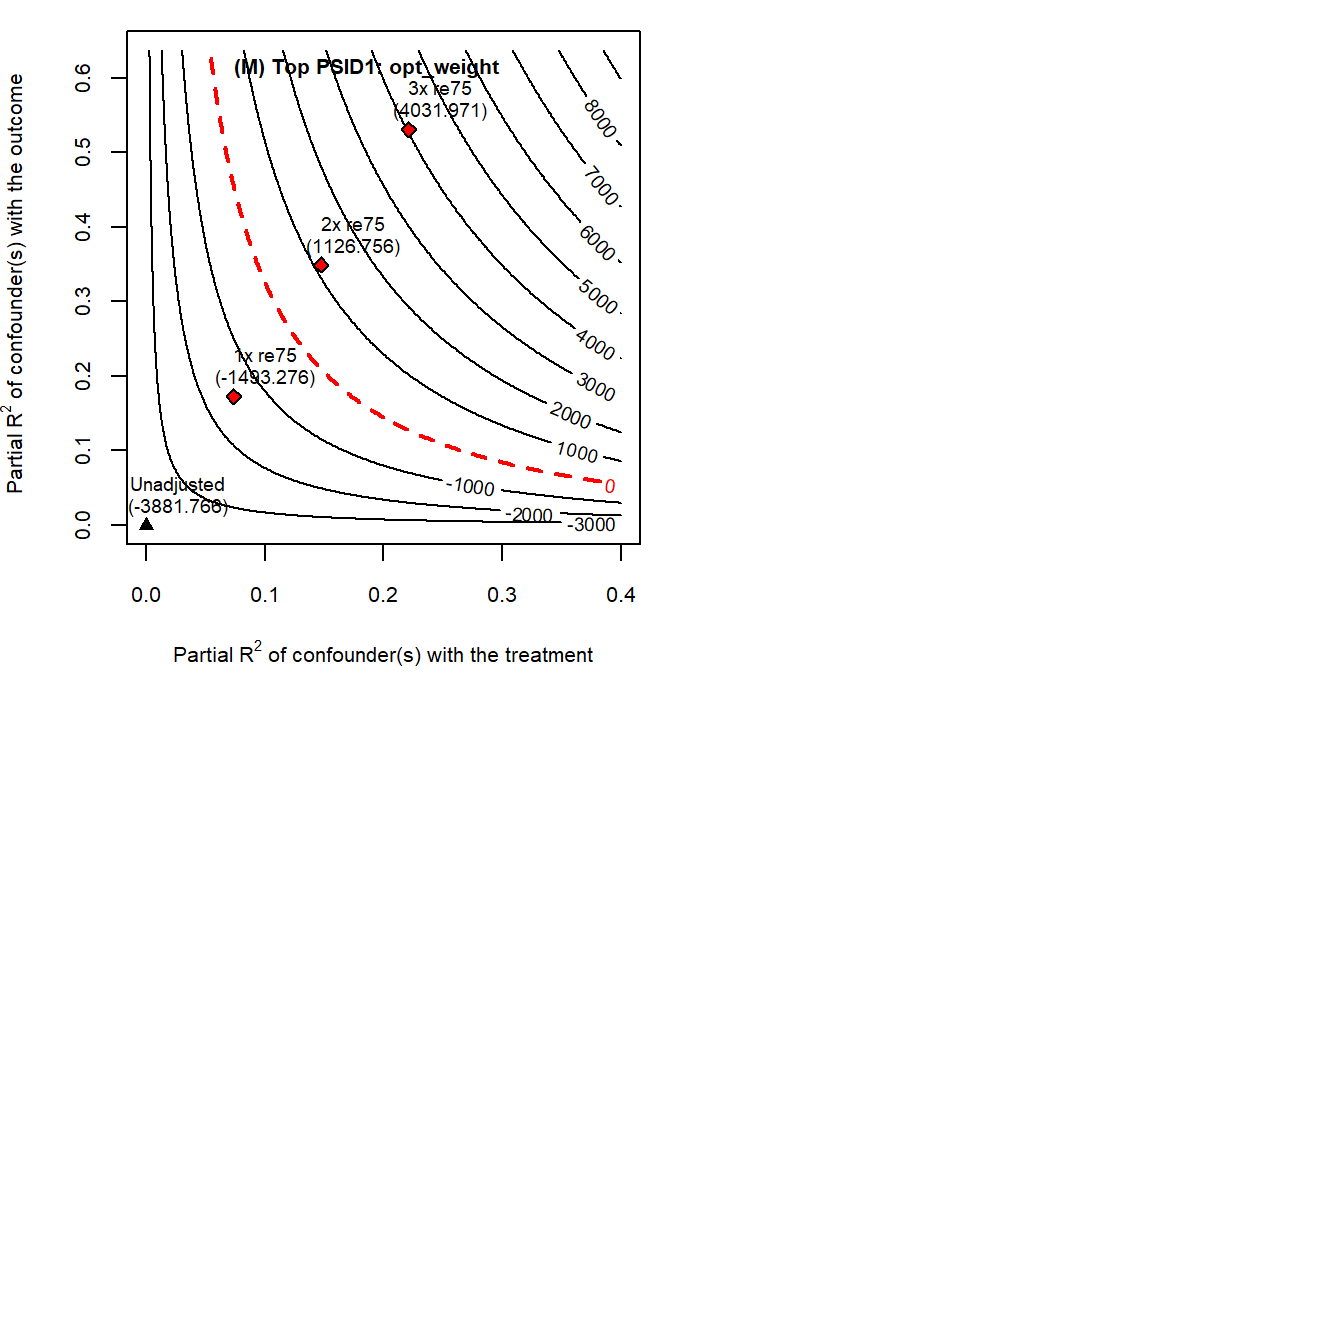 (M) Top PSID1: opt_weight
3x re75
(4031.971)
2x re75
(1126.756)
1x re75
(-1493.276)
Unadjusted
(-3881.766)
8000
7000
6000
5000
4000
3000
2000
1000
0
-1000
-2000
-3000
0.6
0.5
0.4
0.3
0.2
0.1
0.0
Partial R² of confounder(s) with the outcome
0.0 0.1 0.2 0.3 0.4
Partial R² of confounder(s) with the treatment